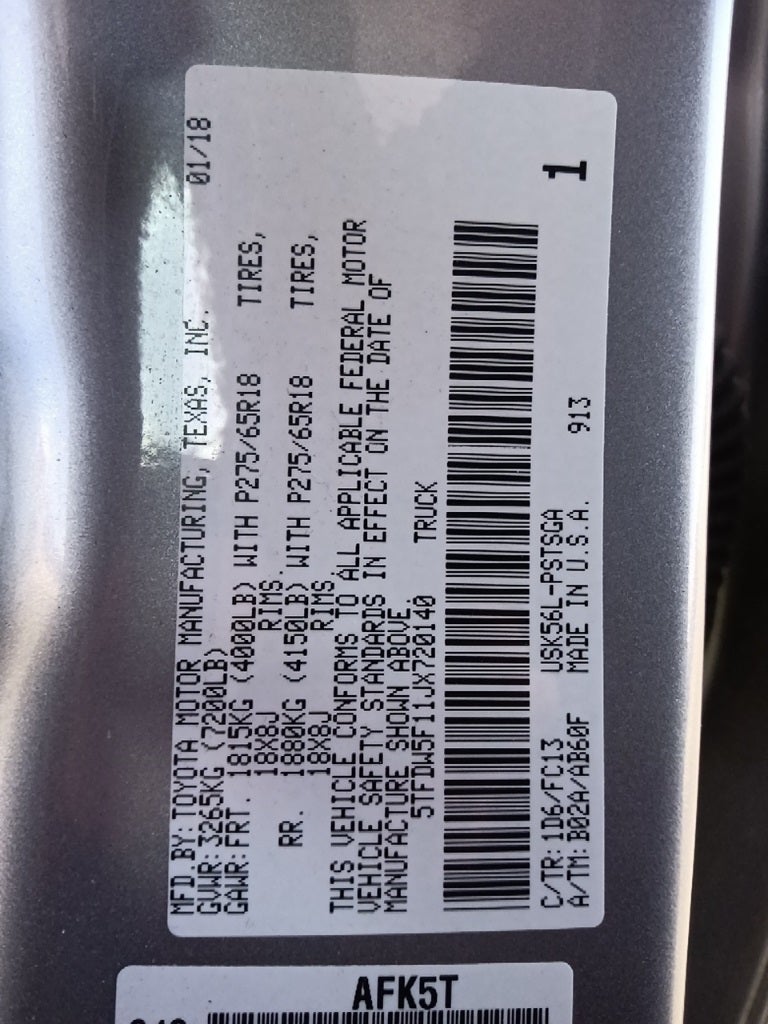 MFD.BY:TOYOTA MOTOR MANUFACTURING, TEXAS, INC. 01/18
GVWR:3265KG (7200LB)
GAWR:FRT. 1815KG (4000LB) WITH P275/65R18 TIRES,
18X8J RIMS.
RR. 1880KG (4150LB) WITH P275/65R18 TIRES,
18X8J RIMS.
THIS VEHICLE CONFORMS TO ALL APPLICABLE FEDERAL MOTOR
VEHICLE SAFETY STANDARDS IN EFFECT ON THE DATE OF
MANUFACTURE SHOWN ABOVE.
5TFDW5F11JX720140 TRUCK
1
C/TR:1D6/FC13 USK56L-PSTSGA
A/TM:B02A/AB60F MADE IN U.S.A. 913
AFK5T